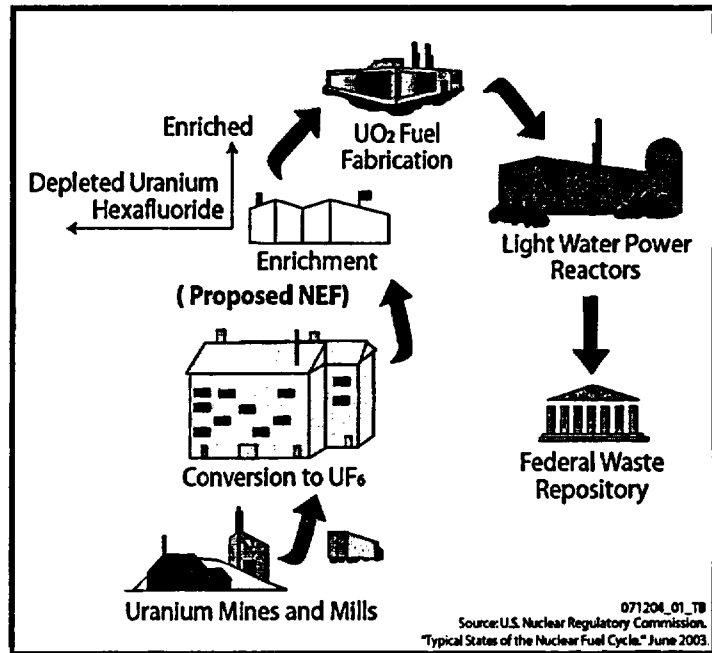 UO₂ Fuel
Fabrication
Enriched
Depleted Uranium
Hexafluoride
Enrichment
( Proposed NEF)
Light Water Power
Reactors
Conversion to UF₆
Federal Waste
Repository
Uranium Mines and Mills
071204_01_TB
Source: U.S. Nuclear Regulatory Commission.
"Typical States of the Nuclear Fuel Cycle." June 2003.